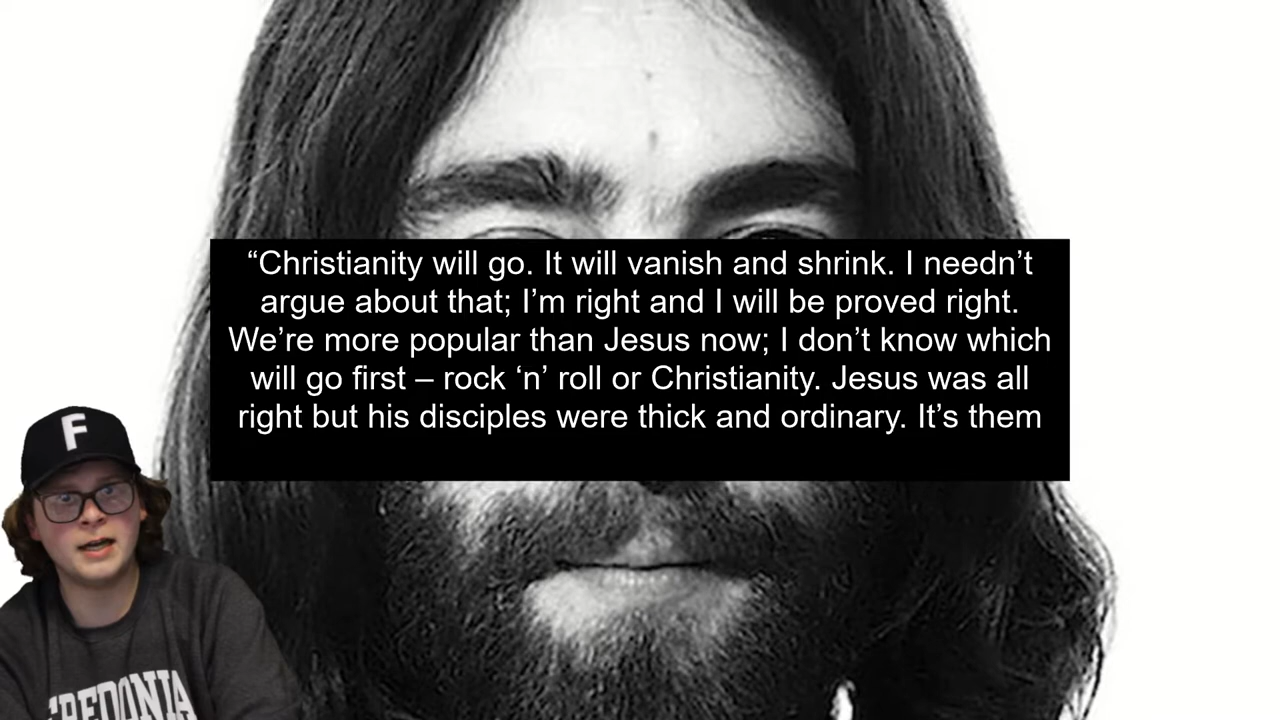 “Christianity will go. It will vanish and shrink. I needn’t
argue about that; I’m right and I will be proved right.
We’re more popular than Jesus now; I don’t know which
will go first – rock ‘n’ roll or Christianity. Jesus was all
right but his disciples were thick and ordinary. It’s them
F
FREDONIA